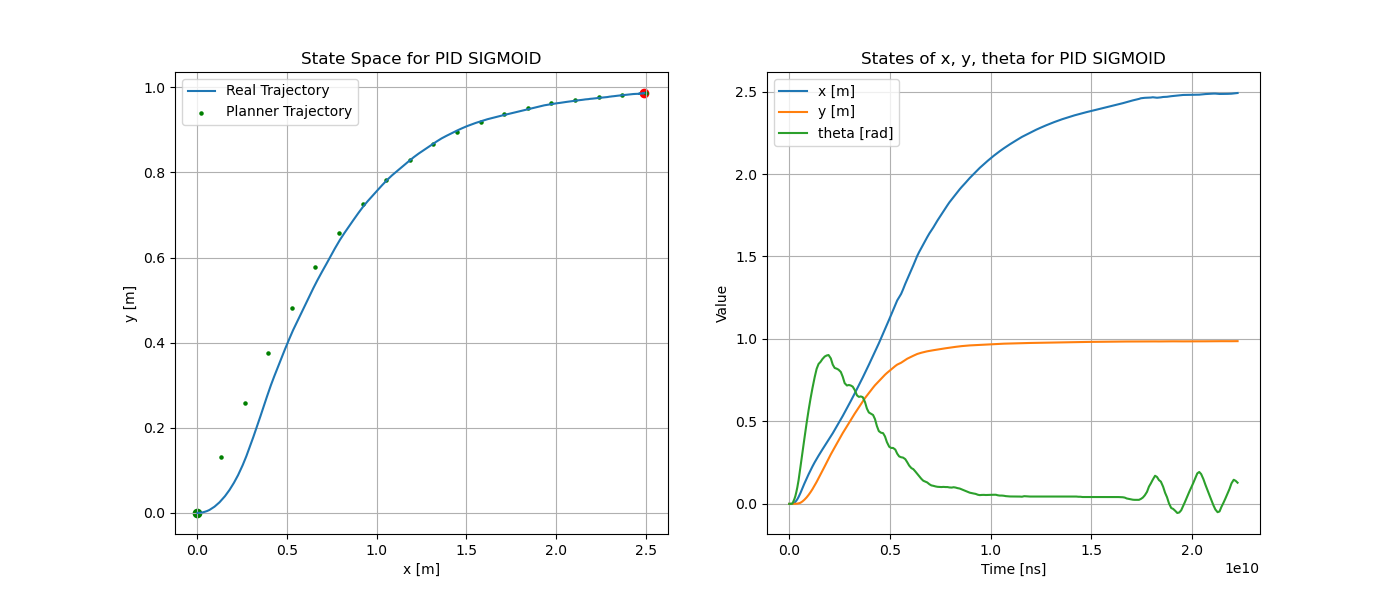 State Space for PID SIGMOID
Real Trajectory
Planner Trajectory
1.0
0.8
0.6
0.4
0.2
0.0
y [m]
0.0 0.5 1.0 1.5 2.0 2.5
x [m]
States of x, y, theta for PID SIGMOID
x [m]
y [m]
theta [rad]
2.5
2.0
1.5
1.0
0.5
0.0
Value
0.0 0.5 1.0 1.5 2.0
Time [ns]
1e10